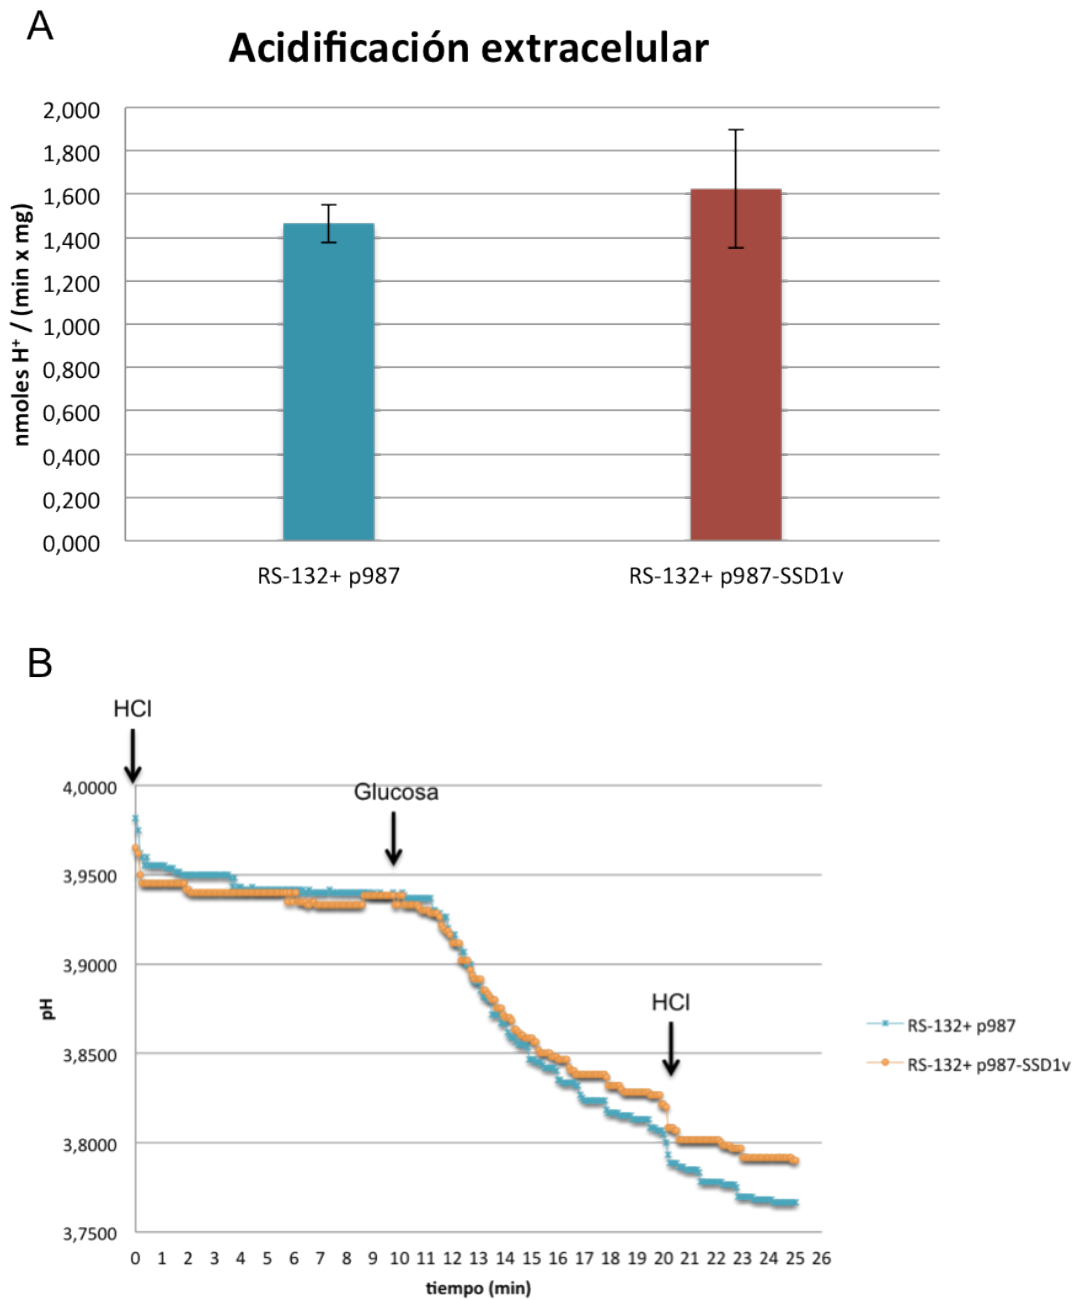 A
Acidificación extracelular
nmoles H⁺ / (min x mg)
2,000
1,800
1,600
1,400
1,200
1,000
0,800
0,600
0,400
0,200
0,000
RS-132+ p987
RS-132+ p987-SSD1v
B
HCl
Glucosa
HCl
pH
4,0000
3,9500
3,9000
3,8500
3,8000
3,7500
0 1 2 3 4 5 6 7 8 9 10 11 12 13 14 15 16 17 18 19 20 21 22 23 24 25 26
tiempo (min)
RS-132+ p987
RS-132+ p987-SSD1v